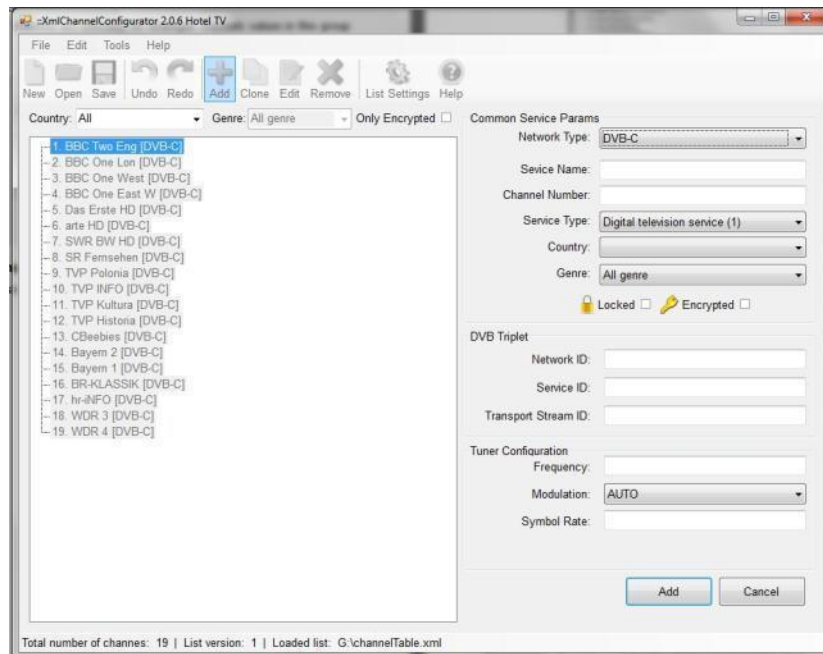 ::XmlChannelConfigurator 2.0.6 Hotel TV
File Edit Tools Help
New Open Save Undo Redo Add Clone Edit Remove List Settings Help
Country: All Genre: All genre Only Encrypted
1. BBC Two Eng [DVB-C]
2. BBC One Lon [DVB-C]
3. BBC One West [DVB-C]
4. BBC One East W [DVB-C]
5. Das Erste HD [DVB-C]
6. arte HD [DVB-C]
7. SWR BW HD [DVB-C]
8. SR Fernsehen [DVB-C]
9. TVP Polonia [DVB-C]
10. TVP INFO [DVB-C]
11. TVP Kultura [DVB-C]
12. TVP Historia [DVB-C]
13. CBeebies [DVB-C]
14. Bayern 2 [DVB-C]
15. Bayern 1 [DVB-C]
16. BR-KLASSIK [DVB-C]
17. hr-iNFO [DVB-C]
18. WDR 3 [DVB-C]
19. WDR 4 [DVB-C]
Common Service Params
Network Type: DVB-C
Sevice Name:
Channel Number:
Service Type: Digital television service (1)
Country:
Genre: All genre
Locked Encrypted
DVB Triplet
Network ID:
Service ID:
Transport Stream ID:
Tuner Configuration
Frequency:
Modulation: AUTO
Symbol Rate:
Add Cancel
Total number of channes: 19 | List version: 1 | Loaded list: G:\channelTable.xml